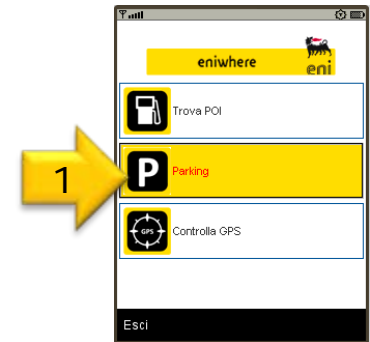 eniwhere
eni
Trova POI
1
P
Parking
GPS
Controlla GPS
Esci